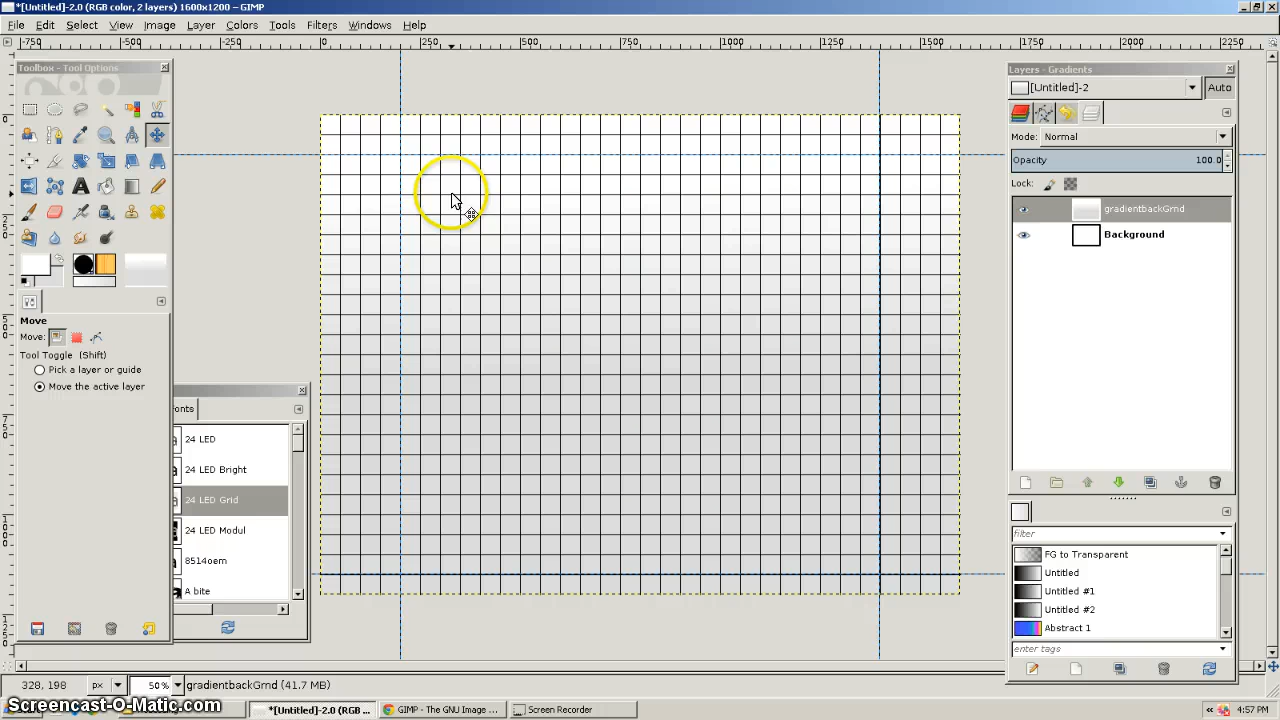 *[Untitled]-2.0 (RGB color, 2 layers) 1600x1200 – GIMP
File Edit Select View Image Layer Colors Tools Filters Windows Help
-750 -500 -250 0 250 500 750 1000 1250 1500 1750 2000 2250
Toolbox - Tool Options
Layers - Gradients
[Untitled]-2
Auto
Mode: Normal
Opacity 100.0
Lock:
gradientbackGrnd
Background
Move
Move:
Tool Toggle (Shift)
Pick a layer or guide
Move the active layer
onts
24 LED
24 LED Bright
24 LED Grid
24 LED Modul
8514oem
A bite
filter
FG to Transparent
Untitled
Untitled #1
Untitled #2
Abstract 1
enter tags
328, 198 px 50% gradientbackGrnd (41.7 MB)
Screencast-O-Matic.com
*[Untitled]-2.0 (RGB ...
GIMP - The GNU Image ...
Screen Recorder
4:57 PM